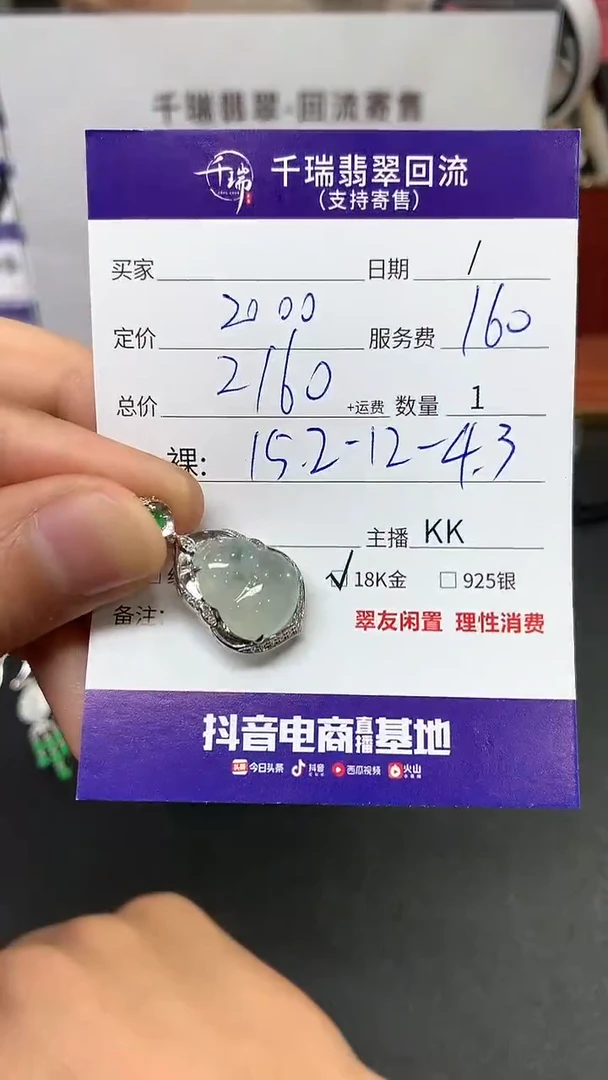 千瑞翡翠-回流寄售
千瑞 千瑞翡翠回流
(支持寄售)
买家 日期 /
定价 2000 服务费 160
总价 2160 +运费 数量 1
裸: 15.2-12-4.3
主播 KK
✓18K金 □925银
备注:
翠友闲置 理性消费
抖音电商直播基地
头条 今日头条 抖音 西瓜视频 火山